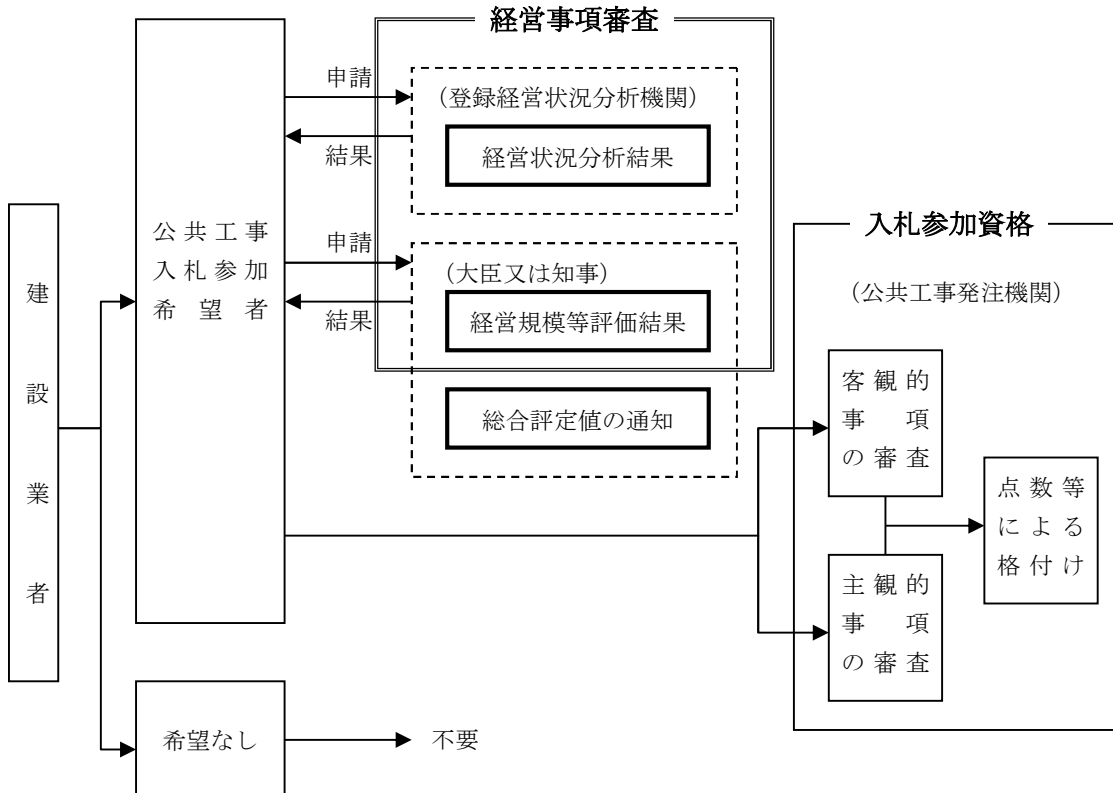 経営事項審査
申請
（登録経営状況分析機関）
結果
経営状況分析結果
公共工事
入札参加
希望者
申請
（大臣又は知事）
結果
経営規模等評価結果
総合評定値の通知
建設業者
入札参加資格
（公共工事発注機関）
客観的
事項
の審査
点数等
による
格付け
主観的
事項
の審査
希望なし
不要